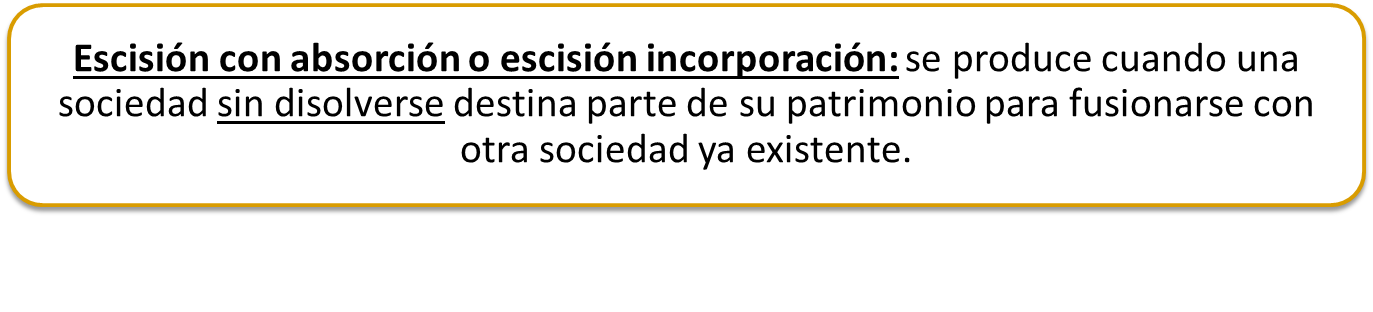 Escisión con absorción o escisión incorporación: se produce cuando una
sociedad sin disolverse destina parte de su patrimonio para fusionarse con
otra sociedad ya existente.